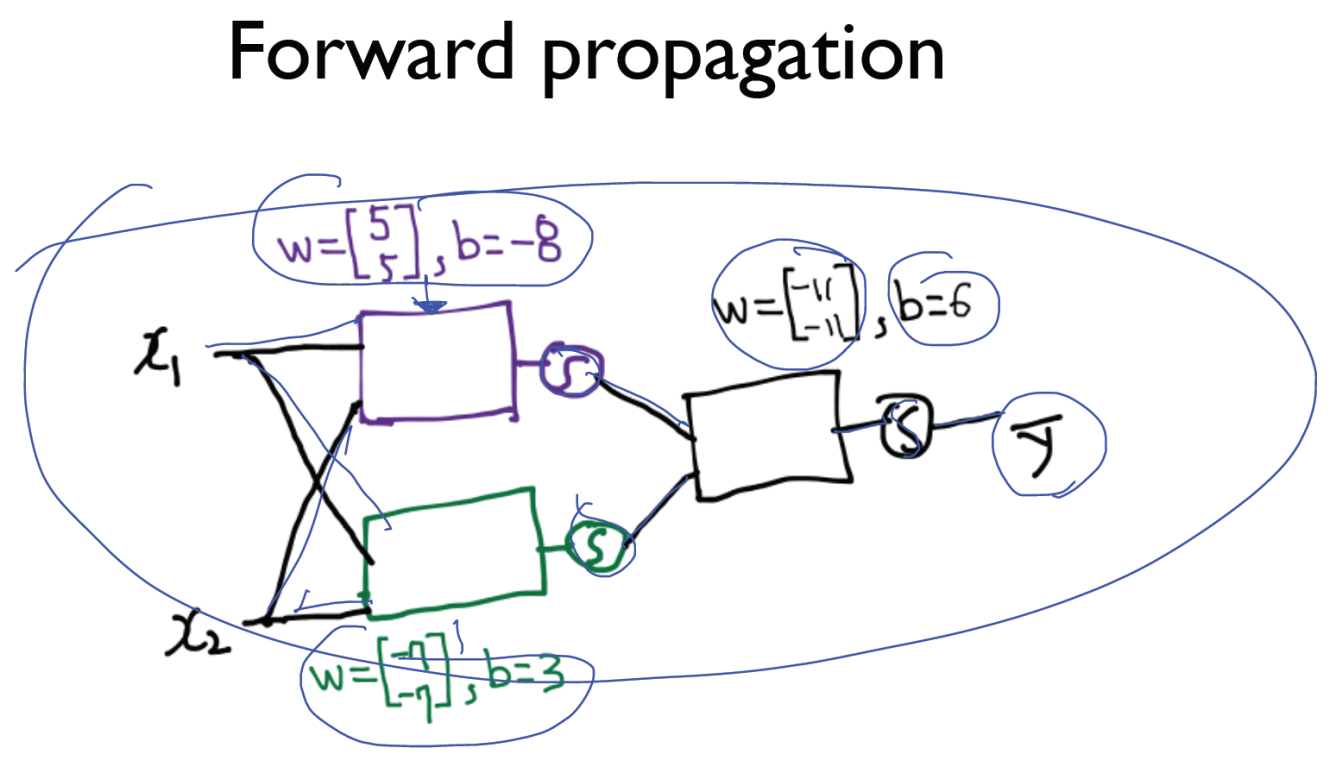 Forward propagation
w=[5 5], b=-8
w=[-11 -11], b=6
x1
S
S
ȳ
S
x2
w=[-7 -7], b=3